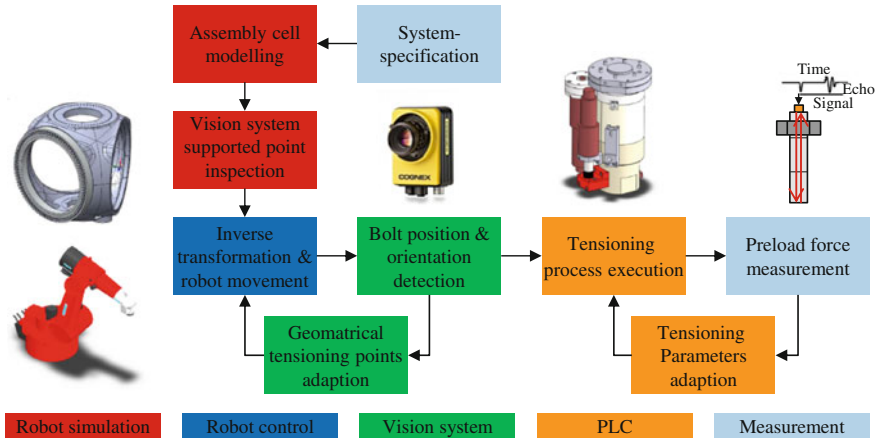 Assembly cell
modelling
System-
specification
Vision system
supported point
inspection
COGNEX
Time
Echo
Signal
Inverse
transformation &
robot movement
Bolt position &
orientation
detection
Tensioning
process execution
Preload force
measurement
Geomatrical
tensioning points
adaption
Tensioning
Parameters
adaption
Robot simulation
Robot control
Vision system
PLC
Measurement